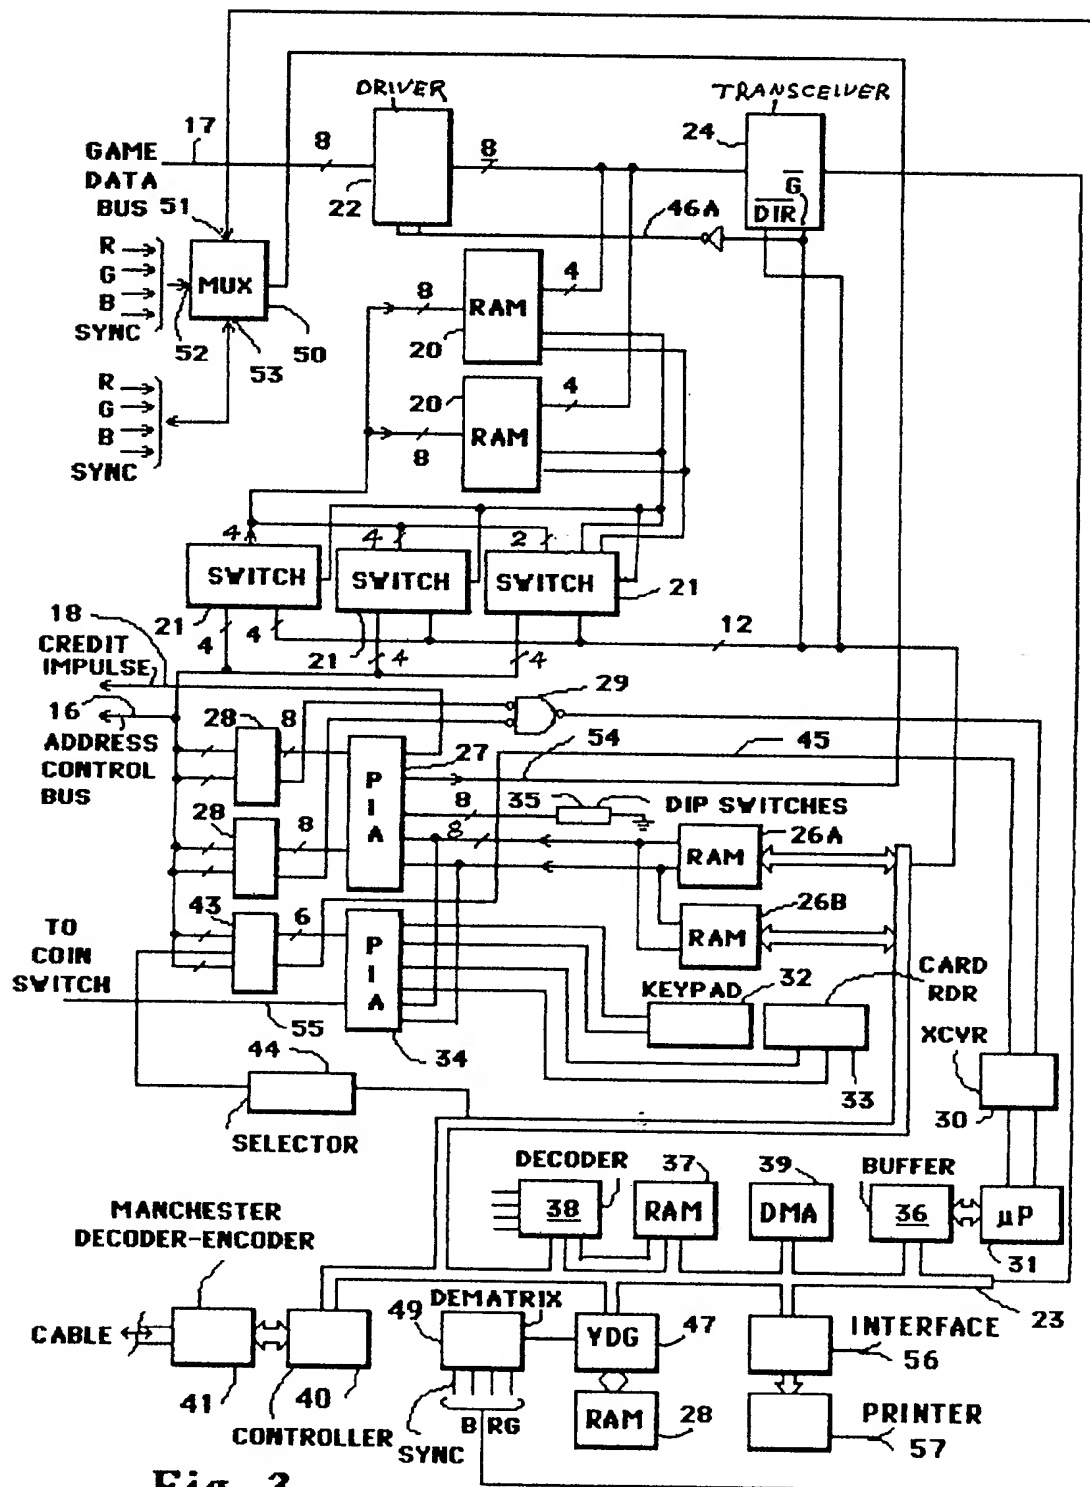 DRIVER
TRANSCEIVER
17
8
8
24
GAME
DATA
BUS
51
22
G
DIR
46A
R
G
B
SYNC
MUX
52
53
50
8
RAM
4
20
R
G
B
SYNC
20
4
RAM
8
4
4
2
SWITCH
SWITCH
SWITCH
21
21
21
18
4
4
4
4
12
CREDIT
IMPULSE
16
ADDRESS
CONTROL
BUS
28
8
29
27
54
45
PIA
8
35
DIP SWITCHES
28
8
8
RAM
26A
43
6
26B
RAM
TO
COIN
SWITCH
PIA
KEYPAD
32
CARD
RDR
55
34
33
XCVR
30
44
SELECTOR
DECODER
37
39
BUFFER
38
RAM
DMA
36
µP
31
MANCHESTER
DECODER-ENCODER
23
CABLE
41
40
CONTROLLER
DEMATRIX
49
VDG
47
INTERFACE
56
SYNC
B RG
RAM
28
PRINTER
57